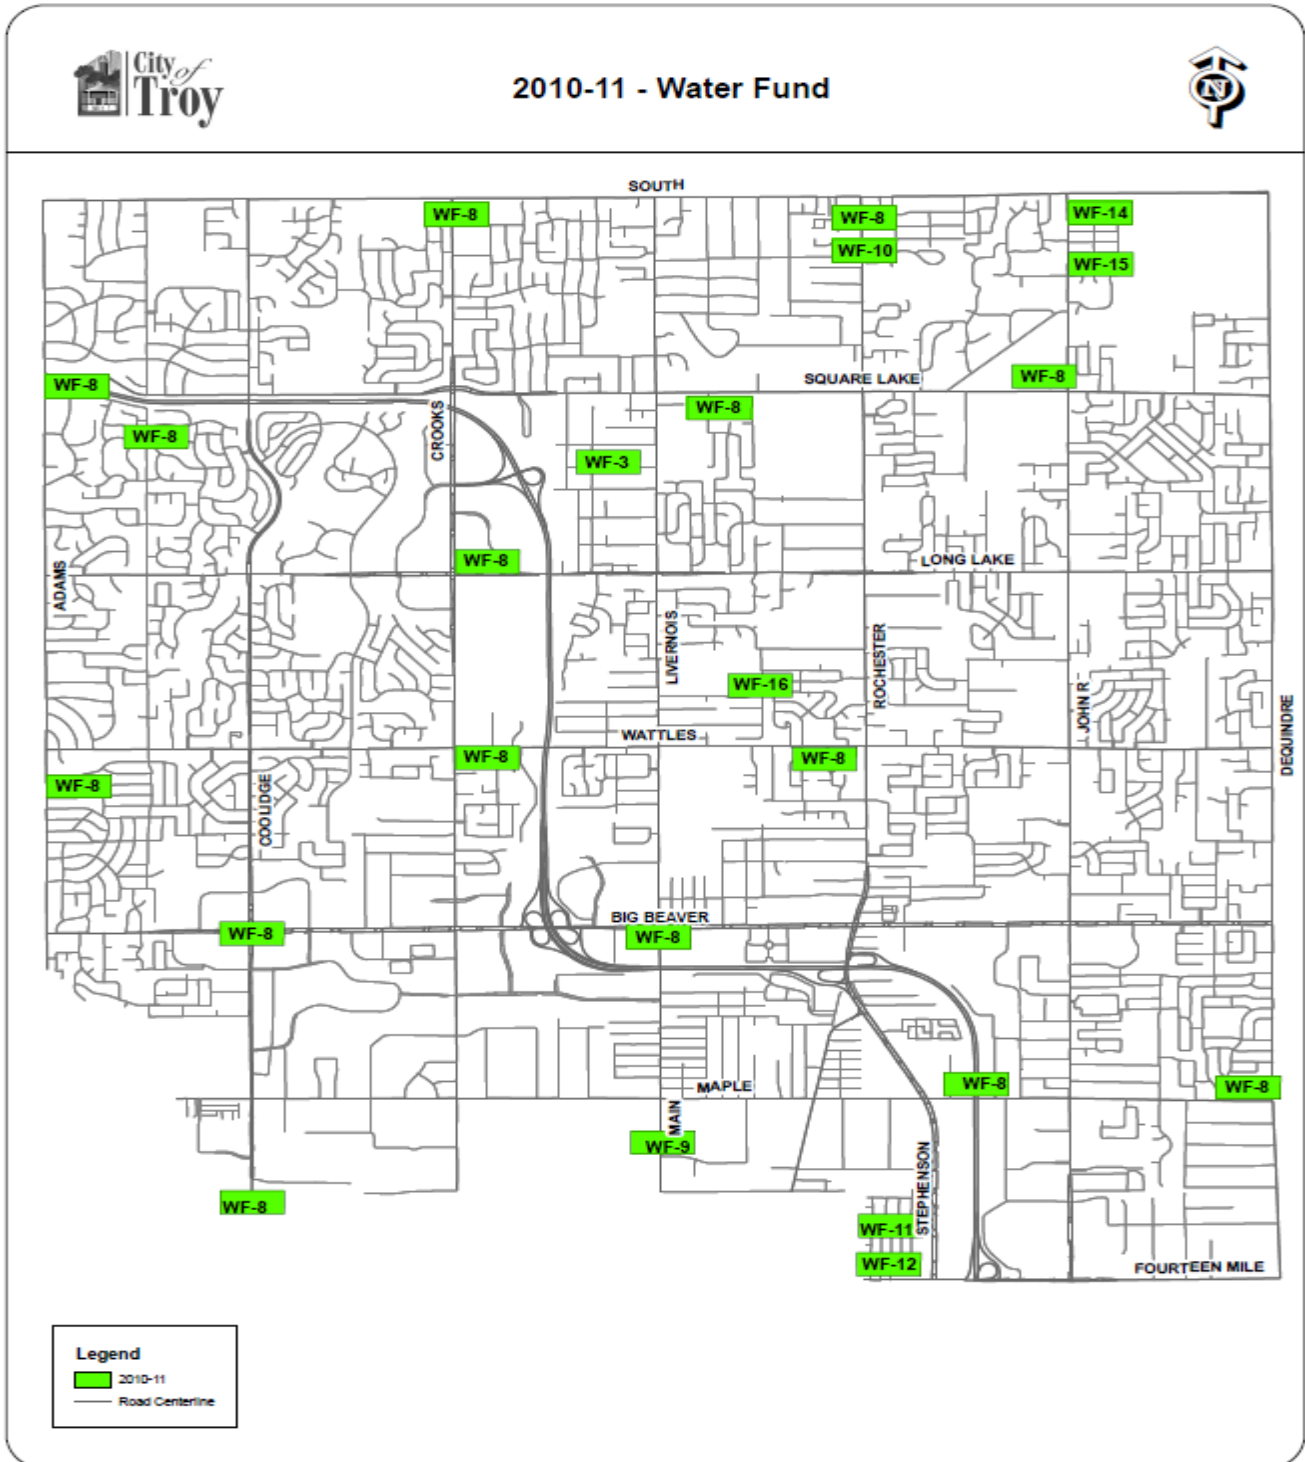 City of
Troy
2010-11 - Water Fund
N
SOUTH
WF-8
WF-8
WF-14
WF-10
WF-15
WF-8
SQUARE LAKE
WF-8
WF-8
WF-8
CROOKS
WF-3
WF-8
LONG LAKE
ADAMS
LIVERNOIS
ROCHESTER
WF-16
JOHN R
DEQUINDRE
WATTLES
WF-8
WF-8
WF-8
COOLIDGE
BIG BEAVER
WF-8
WF-8
WF-8
WF-8
MAPLE
MAIN
WF-9
STEPHENSON
WF-8
WF-11
WF-12
FOURTEEN MILE
Legend
2010-11
Road Centerline